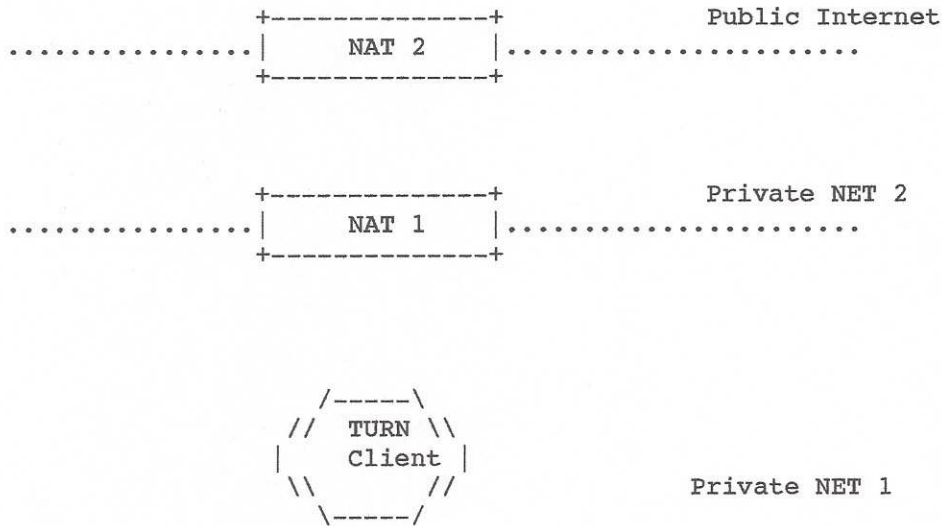 +--------------+ Public Internet
................| NAT 2 |.......................
+--------------+
+--------------+ Private NET 2
................| NAT 1 |.......................
+--------------+
/-----\
// TURN \\
| Client |
\\ // Private NET 1
\-----/